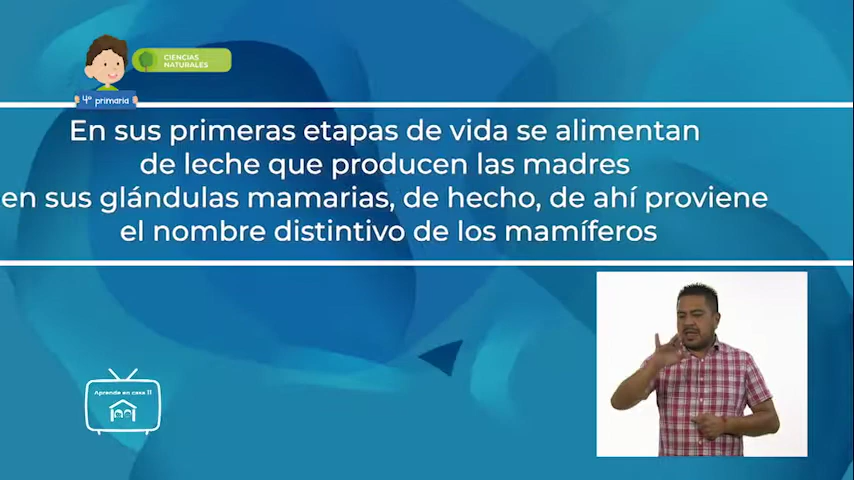 CIENCIAS
NATURALES
4º primaria
En sus primeras etapas de vida se alimentan
de leche que producen las madres
en sus glándulas mamarias, de hecho, de ahí proviene
el nombre distintivo de los mamíferos
Aprende en casa II